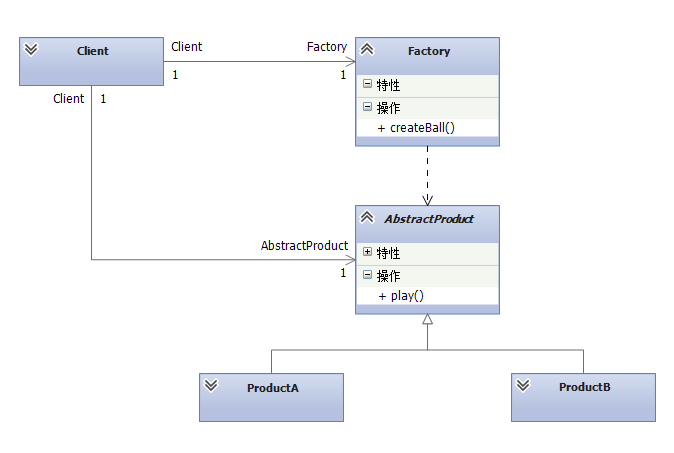 Client
Client
Factory
1
1
Factory
特性
操作
+ createBall()
Client
1
AbstractProduct
特性
操作
+ play()
AbstractProduct
1
ProductA
ProductB